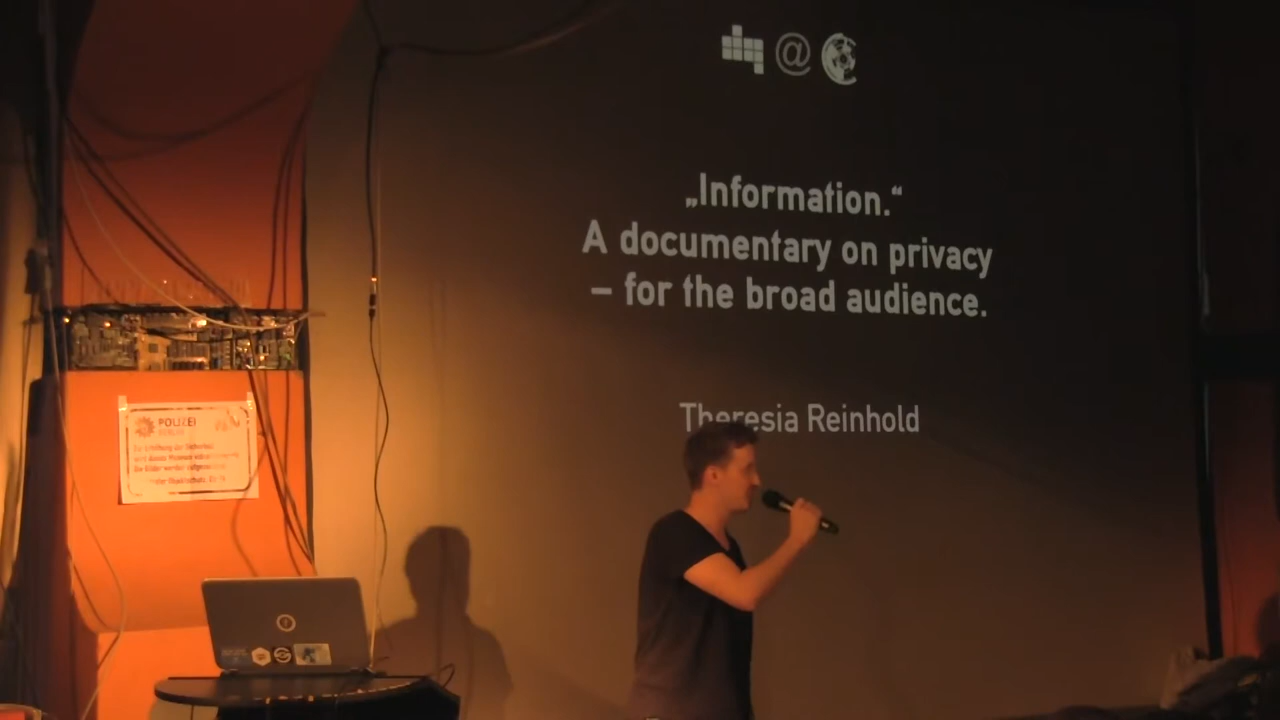 @
„Information.“
A documentary on privacy
– for the broad audience.
Theresia Reinhold
POLIZEI